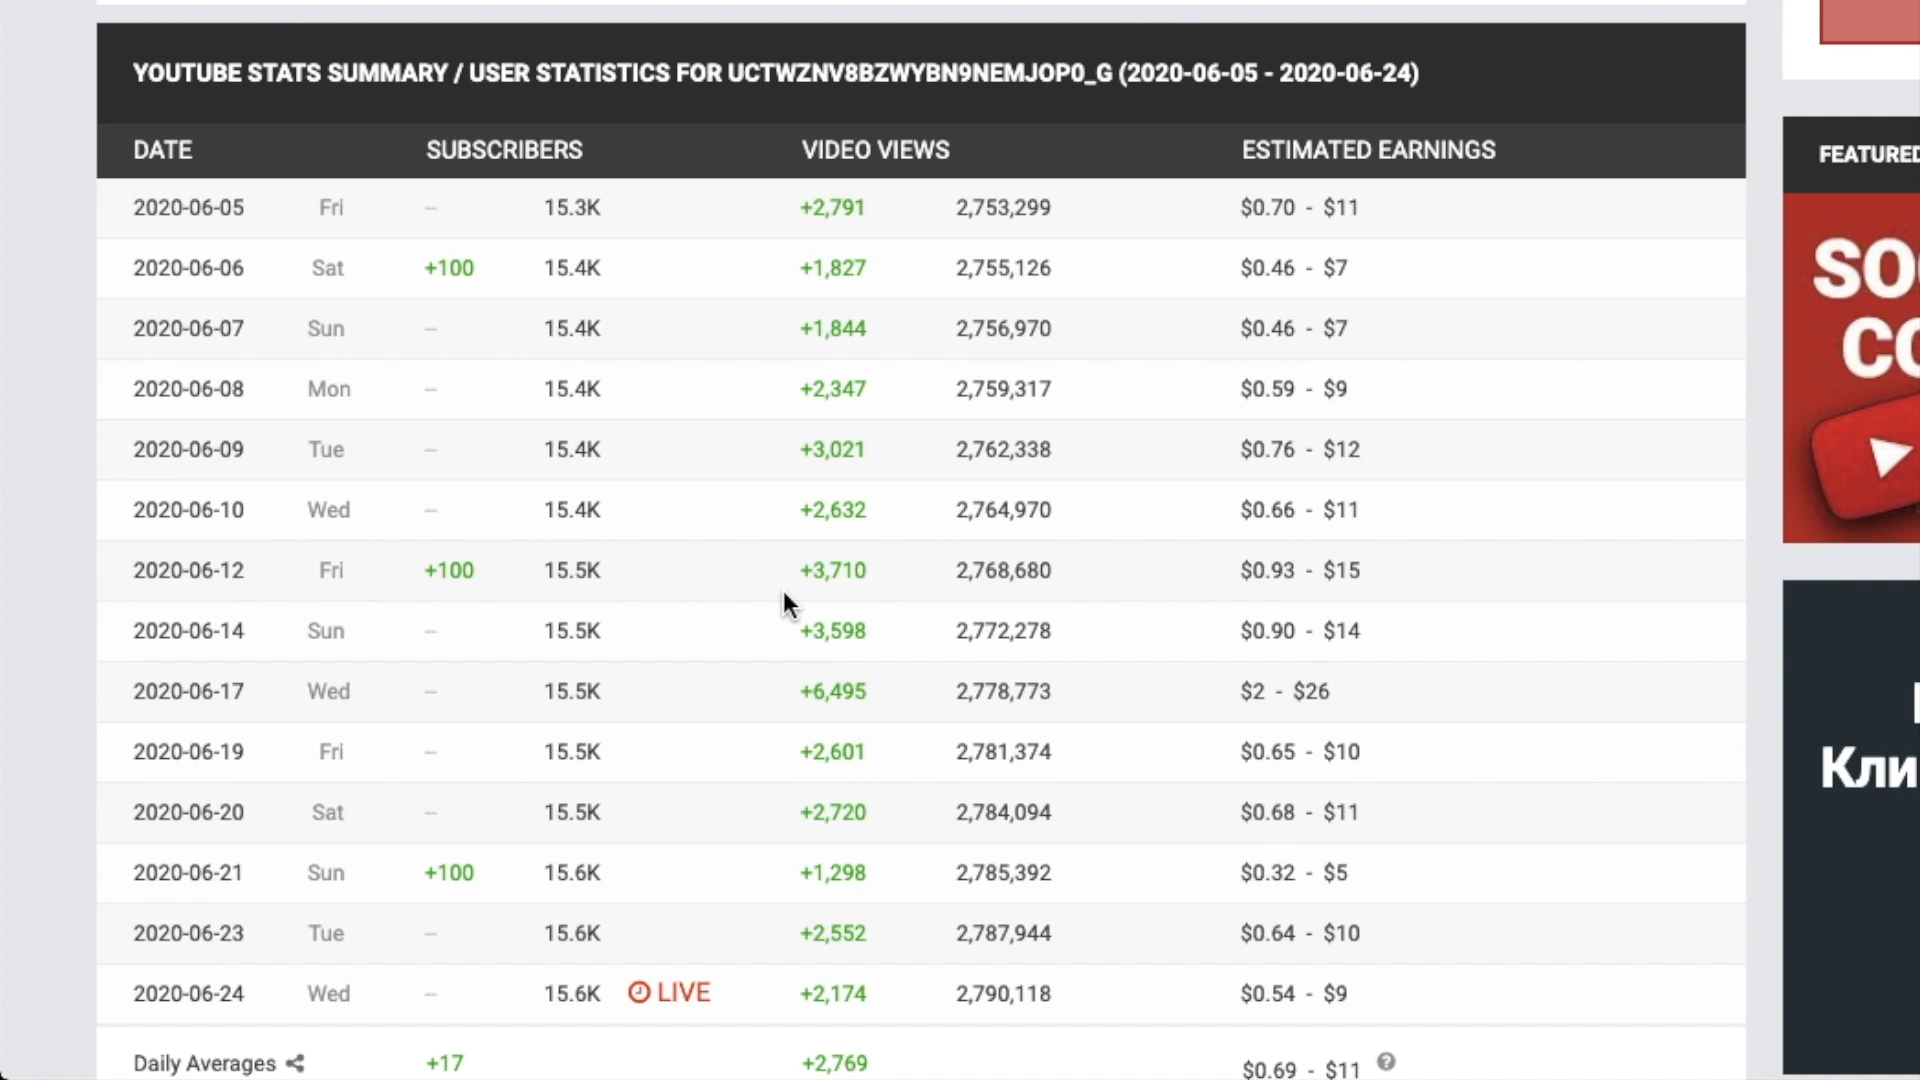 YOUTUBE STATS SUMMARY / USER STATISTICS FOR UCTWZNV8BZWYBN9NEMJOP0_G (2020-06-05 - 2020-06-24)
DATE SUBSCRIBERS VIDEO VIEWS ESTIMATED EARNINGS
2020-06-05 Fri -- 15.3K +2,791 2,753,299 $0.70 - $11
2020-06-06 Sat +100 15.4K +1,827 2,755,126 $0.46 - $7
2020-06-07 Sun -- 15.4K +1,844 2,756,970 $0.46 - $7
2020-06-08 Mon -- 15.4K +2,347 2,759,317 $0.59 - $9
2020-06-09 Tue -- 15.4K +3,021 2,762,338 $0.76 - $12
2020-06-10 Wed -- 15.4K +2,632 2,764,970 $0.66 - $11
2020-06-12 Fri +100 15.5K +3,710 2,768,680 $0.93 - $15
2020-06-14 Sun -- 15.5K +3,598 2,772,278 $0.90 - $14
2020-06-17 Wed -- 15.5K +6,495 2,778,773 $2 - $26
2020-06-19 Fri -- 15.5K +2,601 2,781,374 $0.65 - $10
2020-06-20 Sat -- 15.5K +2,720 2,784,094 $0.68 - $11
2020-06-21 Sun +100 15.6K +1,298 2,785,392 $0.32 - $5
2020-06-23 Tue -- 15.6K +2,552 2,787,944 $0.64 - $10
2020-06-24 Wed -- 15.6K LIVE +2,174 2,790,118 $0.54 - $9
Daily Averages +17 +2,769 $0.69 - $11
FEATURED
SO
CO
Кли